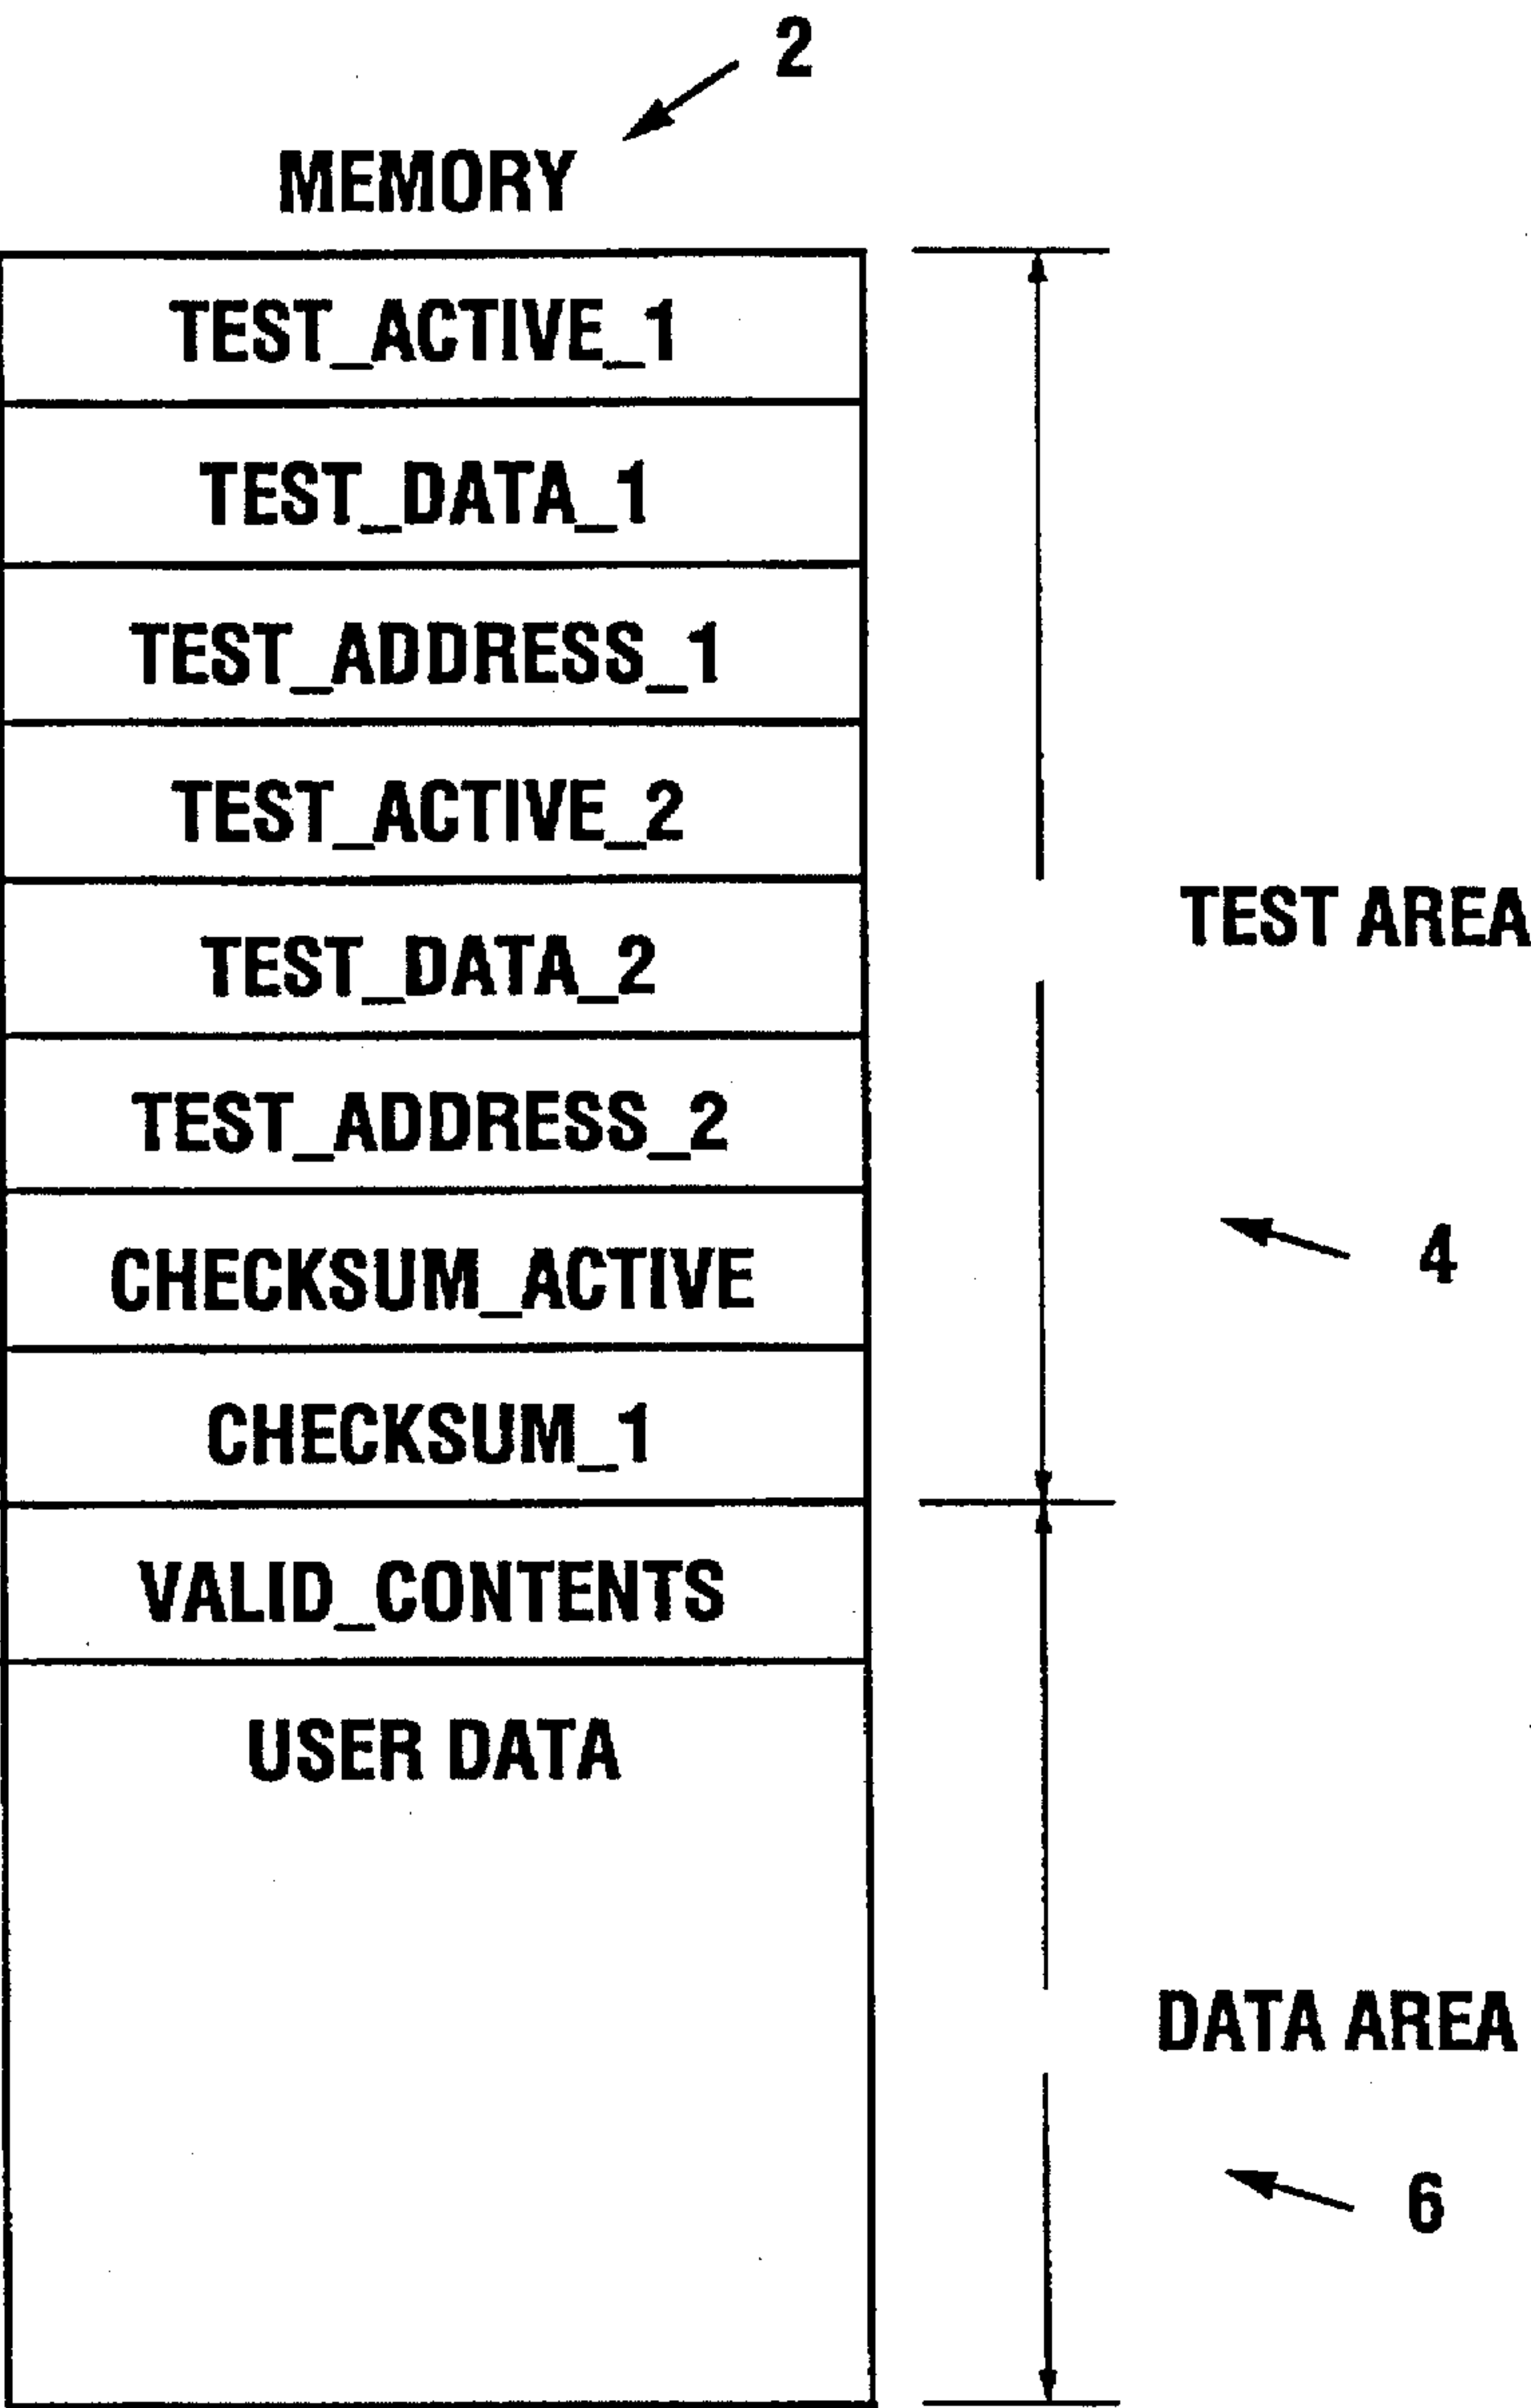 2
MEMORY
TEST_ACTIVE_1
TEST_DATA_1
TEST_ADDRESS_1
TEST_ACTIVE_2
TEST_DATA_2
TEST_ADDRESS_2
CHECKSUM_ACTIVE
CHECKSUM_1
VALID_CONTENTS
USER DATA
TEST AREA
4
DATA AREA
6